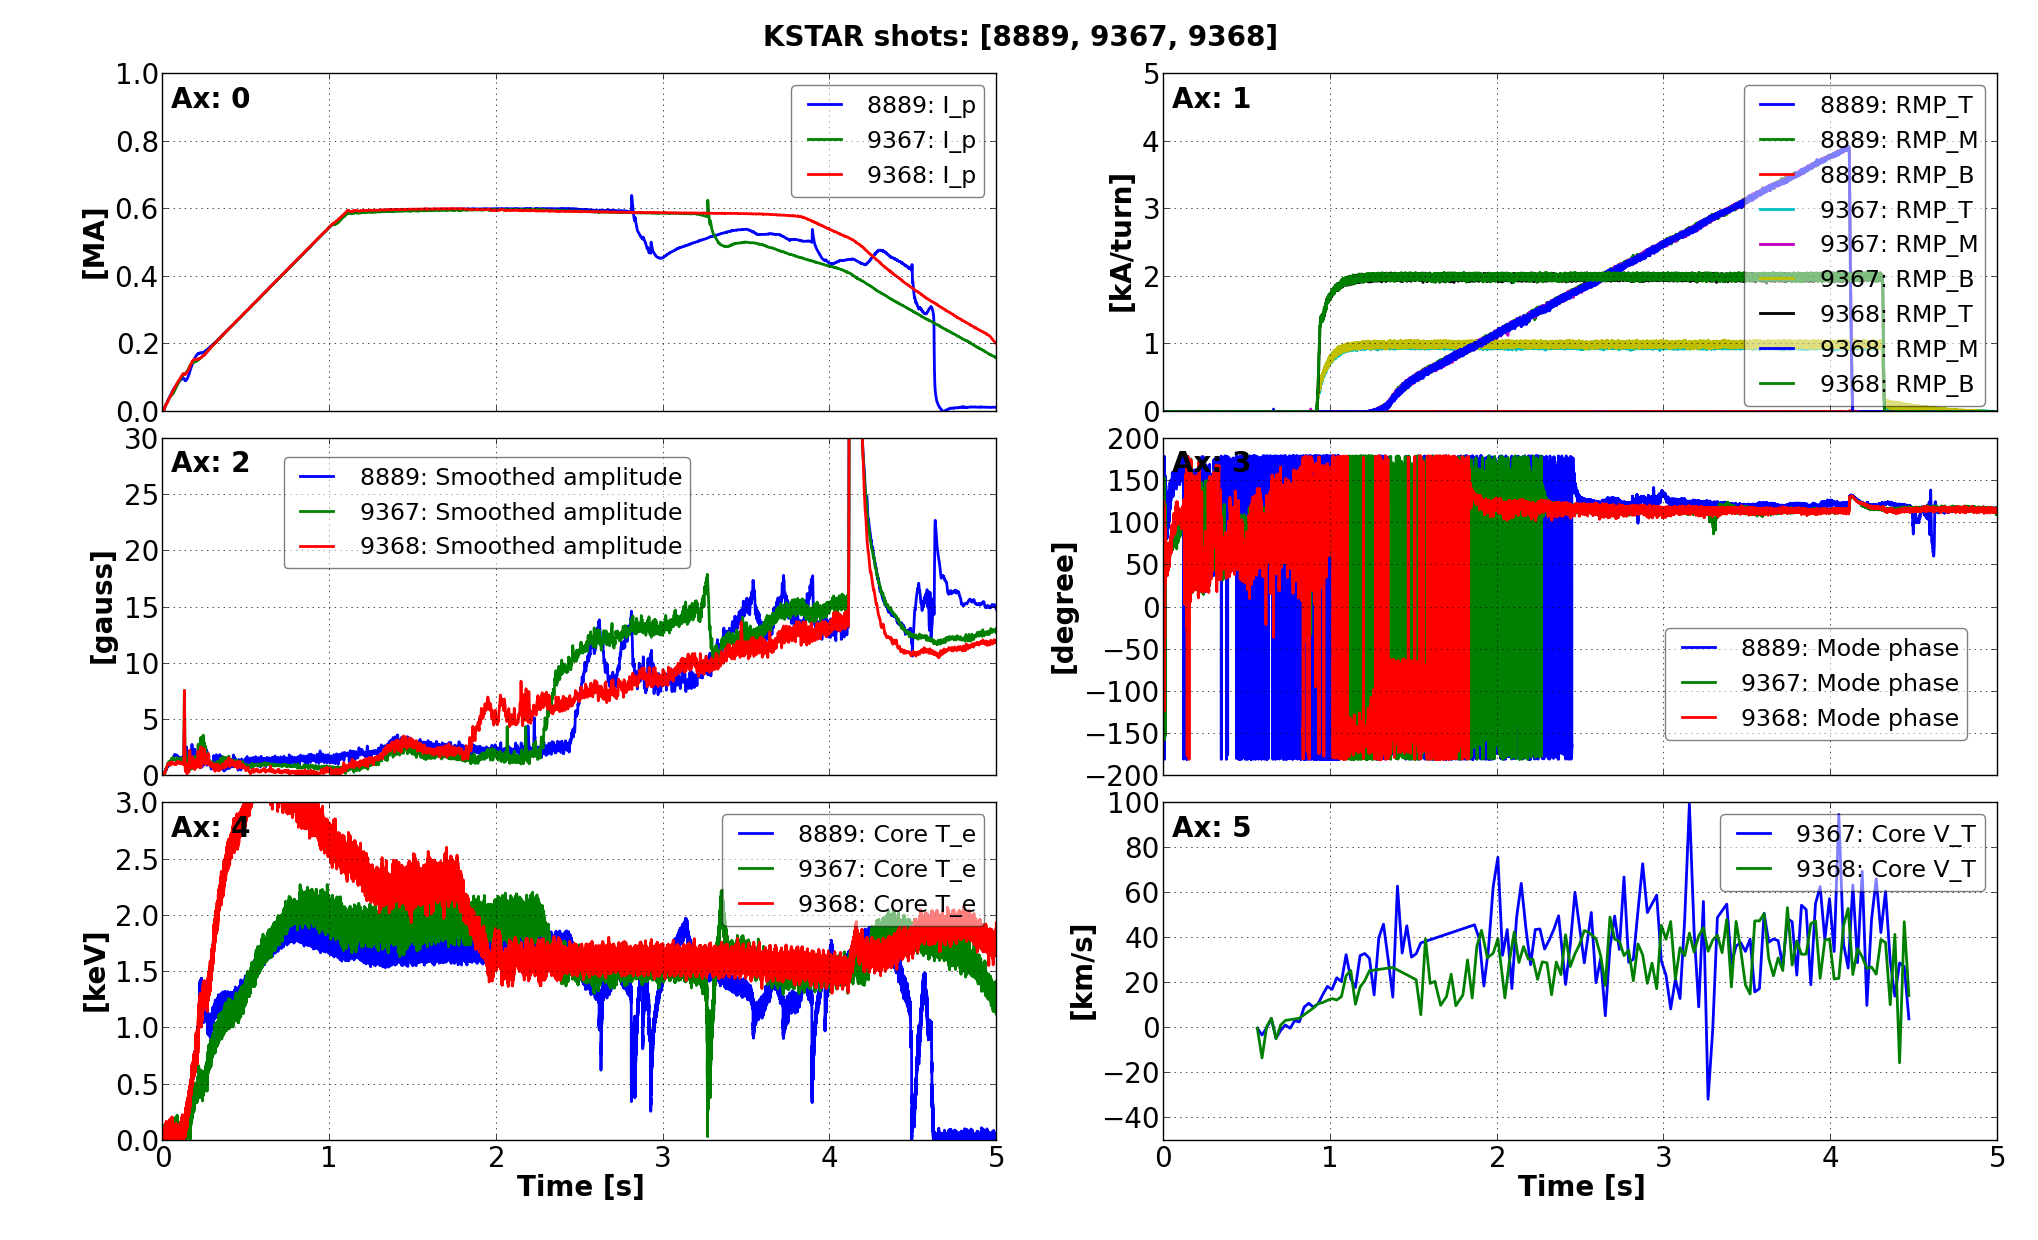 KSTAR shots: [8889, 9367, 9368]
Ax: 0
8889: I_p
9367: I_p
9368: I_p
[MA]
1.0
0.8
0.6
0.4
0.2
0.0
Ax: 1
8889: RMP_T
8889: RMP_M
8889: RMP_B
9367: RMP_T
9367: RMP_M
9367: RMP_B
9368: RMP_T
9368: RMP_M
9368: RMP_B
[kA/turn]
5
4
3
2
1
0
Ax: 2
8889: Smoothed amplitude
9367: Smoothed amplitude
9368: Smoothed amplitude
[gauss]
30
25
20
15
10
5
0
Ax: 3
8889: Mode phase
9367: Mode phase
9368: Mode phase
[degree]
200
150
100
50
0
−50
−100
−150
−200
Ax: 4
8889: Core T_e
9367: Core T_e
9368: Core T_e
[keV]
3.0
2.5
2.0
1.5
1.0
0.5
0.0
0 1 2 3 4 5
Time [s]
Ax: 5
9367: Core V_T
9368: Core V_T
[km/s]
100
80
60
40
20
0
−20
−40
0 1 2 3 4 5
Time [s]